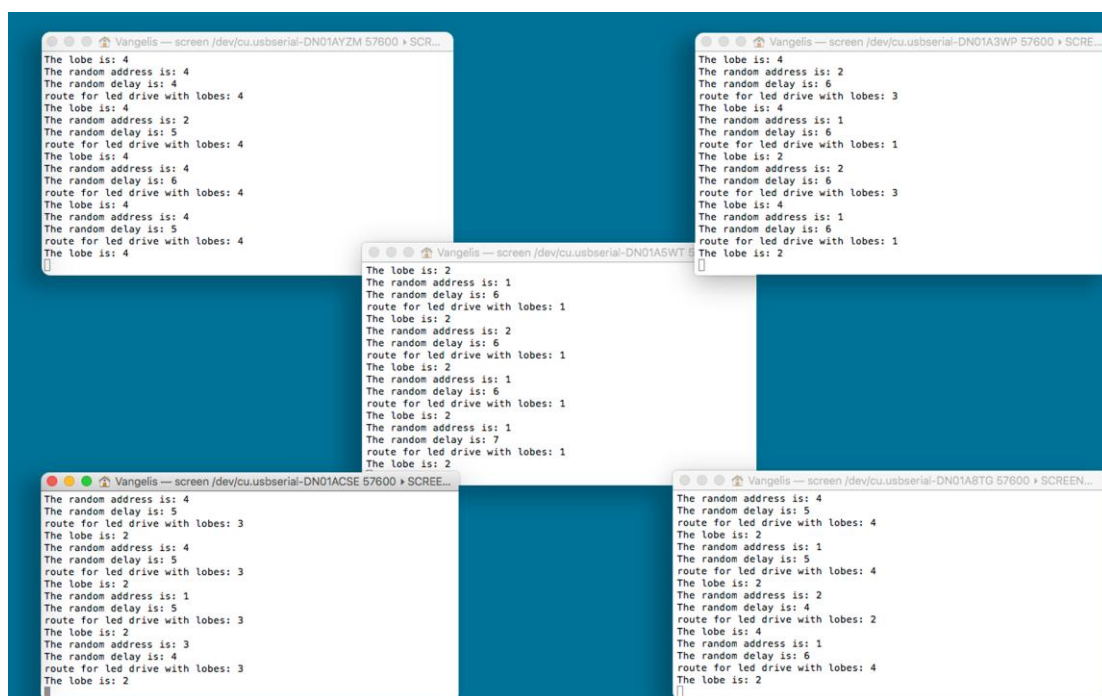 Vangelis — screen /dev/cu.usbserial-DN01AYZM 57600 ▸ SCR...
The lobe is: 4
The random address is: 4
The random delay is: 4
route for led drive with lobes: 4
The lobe is: 4
The random address is: 2
The random delay is: 5
route for led drive with lobes: 4
The lobe is: 4
The random address is: 4
The random delay is: 6
route for led drive with lobes: 4
The lobe is: 4
The random address is: 4
The random delay is: 5
route for led drive with lobes: 4
The lobe is: 4
Vangelis — screen /dev/cu.usbserial-DN01A3WP 57600 ▸ SCRE...
The lobe is: 4
The random address is: 2
The random delay is: 6
route for led drive with lobes: 3
The lobe is: 4
The random address is: 1
The random delay is: 6
route for led drive with lobes: 1
The lobe is: 2
The random address is: 2
The random delay is: 6
route for led drive with lobes: 3
The lobe is: 4
The random address is: 1
The random delay is: 6
route for led drive with lobes: 1
The lobe is: 2
Vangelis — screen /dev/cu.usbserial-DN01A5WT 5
The lobe is: 2
The random address is: 1
The random delay is: 6
route for led drive with lobes: 1
The lobe is: 2
The random address is: 2
The random delay is: 6
route for led drive with lobes: 1
The lobe is: 2
The random address is: 1
The random delay is: 6
route for led drive with lobes: 1
The lobe is: 2
The random address is: 1
The random delay is: 7
route for led drive with lobes: 1
The lobe is: 2
Vangelis — screen /dev/cu.usbserial-DN01ACSE 57600 ▸ SCREE...
The random address is: 4
The random delay is: 5
route for led drive with lobes: 3
The lobe is: 2
The random address is: 4
The random delay is: 5
route for led drive with lobes: 3
The lobe is: 2
The random address is: 1
The random delay is: 5
route for led drive with lobes: 3
The lobe is: 2
The random address is: 3
The random delay is: 4
route for led drive with lobes: 3
The lobe is: 2
Vangelis — screen /dev/cu.usbserial-DN01A8TG 57600 ▸ SCREEN...
The random address is: 4
The random delay is: 5
route for led drive with lobes: 4
The lobe is: 2
The random address is: 1
The random delay is: 5
route for led drive with lobes: 4
The lobe is: 2
The random address is: 2
The random delay is: 4
route for led drive with lobes: 2
The lobe is: 4
The random address is: 1
The random delay is: 6
route for led drive with lobes: 4
The lobe is: 2